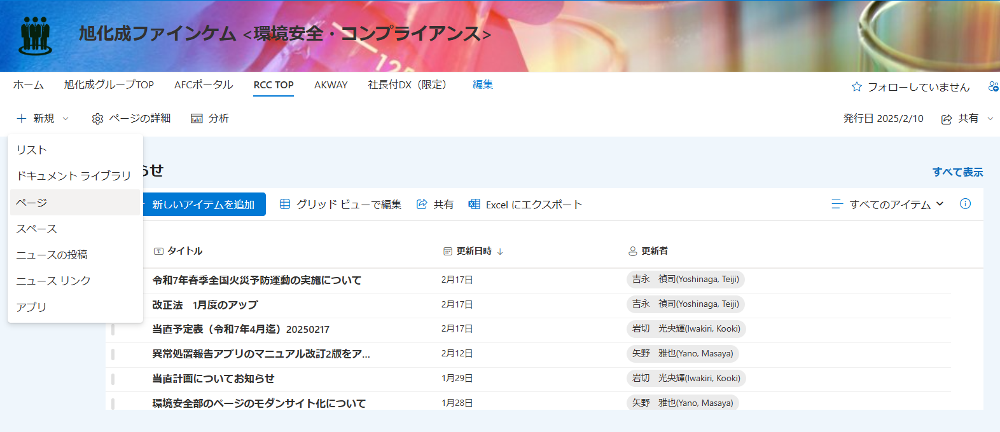 旭化成ファインケム <環境安全・コンプライアンス>
125
ホーム 旭化成グループTOP AFCポータル RCC TOP AKWAY 社長付DX（限定） 編集
フォローしていません
新規 ページの詳細 分析
発行日 2025/2/10 共有
リスト
ドキュメント ライブラリ
ページ
スペース
ニュースの投稿
ニュース リンク
アプリ
らせ
すべて表示
新しいアイテムを追加 グリッド ビューで編集 共有 Excel にエクスポート すべてのアイテム
タイトル 更新日時 更新者
令和7年春季全国火災予防運動の実施について 2月17日 吉永　禎司(Yoshinaga, Teiji)
改正法　1月度のアップ 2月17日 吉永　禎司(Yoshinaga, Teiji)
当直予定表（令和7年4月迄）20250217 2月17日 岩切　光央輝(Iwakiri, Kooki)
異常処置報告アプリのマニュアル改訂2版をア... 2月12日 矢野　雅也(Yano, Masaya)
当直計画についてお知らせ 1月29日 岩切　光央輝(Iwakiri, Kooki)
環境安全部のページのモダンサイト化について 1月28日 矢野　雅也(Yano, Masaya)